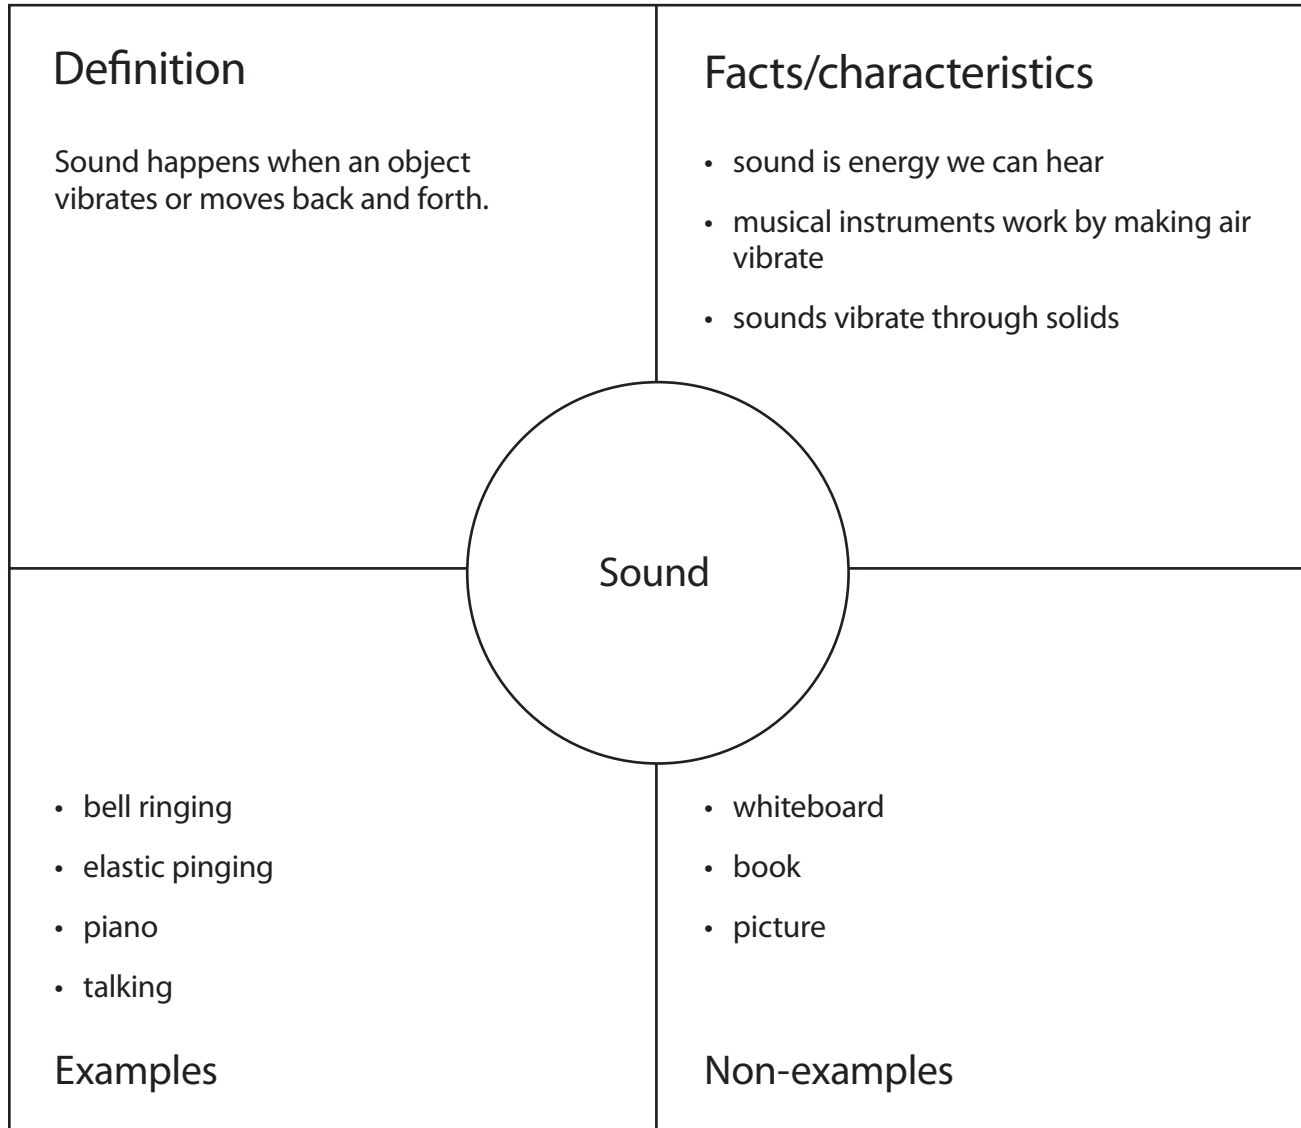 Definition
Sound happens when an object
vibrates or moves back and forth.
Facts/characteristics
• sound is energy we can hear
• musical instruments work by making air
vibrate
• sounds vibrate through solids
Sound
• bell ringing
• elastic pinging
• piano
• talking
Examples
• whiteboard
• book
• picture
Non-examples